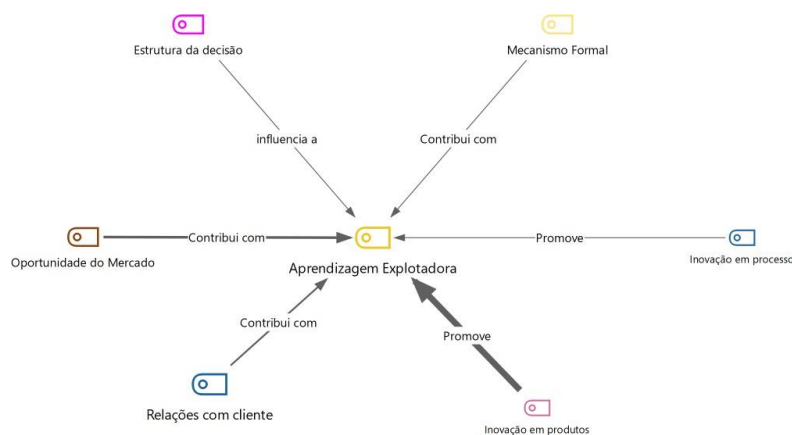 Estrutura da decisão
Mecanismo Formal
influencia a
Contribui com
Contribui com
Promove
Oportunidade do Mercado
Aprendizagem Explotadora
Inovação em processo
Contribui com
Promove
Relações com cliente
Inovação em produtos